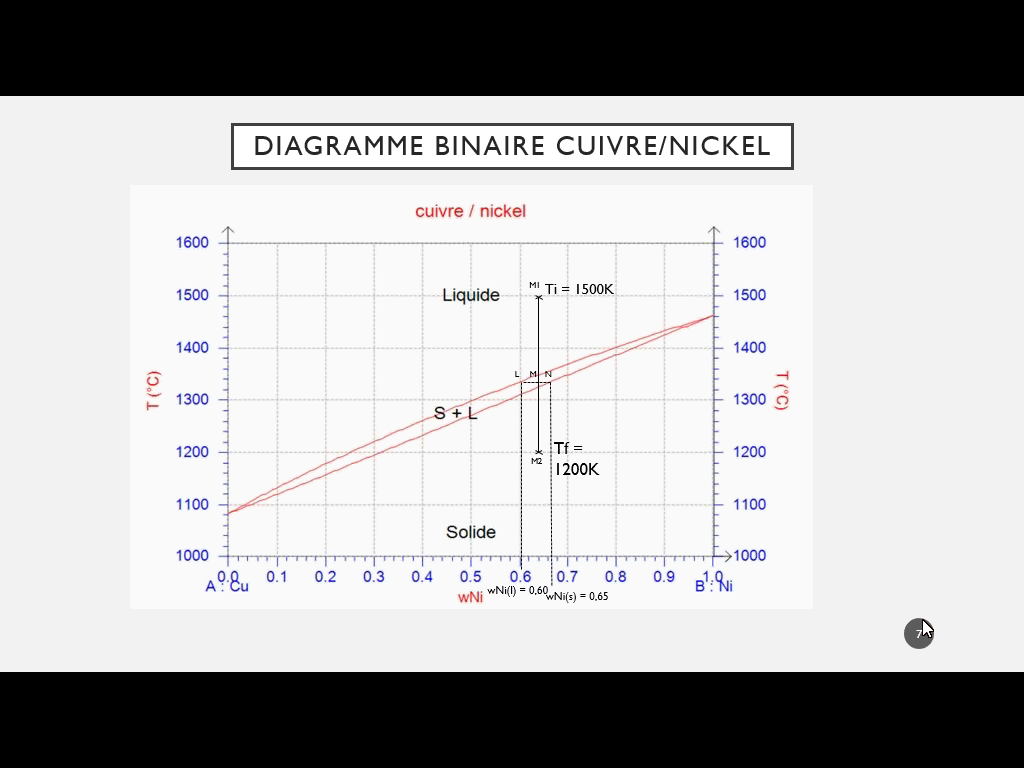 DIAGRAMME BINAIRE CUIVRE/NICKEL
cuivre / nickel
1600 1600
Liquide M1 Ti = 1500K
1500 1500
1400 1400
T (°C) L M N T (°C)
1300 1300
S + L
1200 Tf = 1200
M2 1200K
1100 1100
Solide
1000 1000
0.0 0.1 0.2 0.3 0.4 0.5 0.6 0.7 0.8 0.9 1.0
A : Cu B : Ni
wNi wNi(l) = 0,60 wNi(s) = 0,65
7